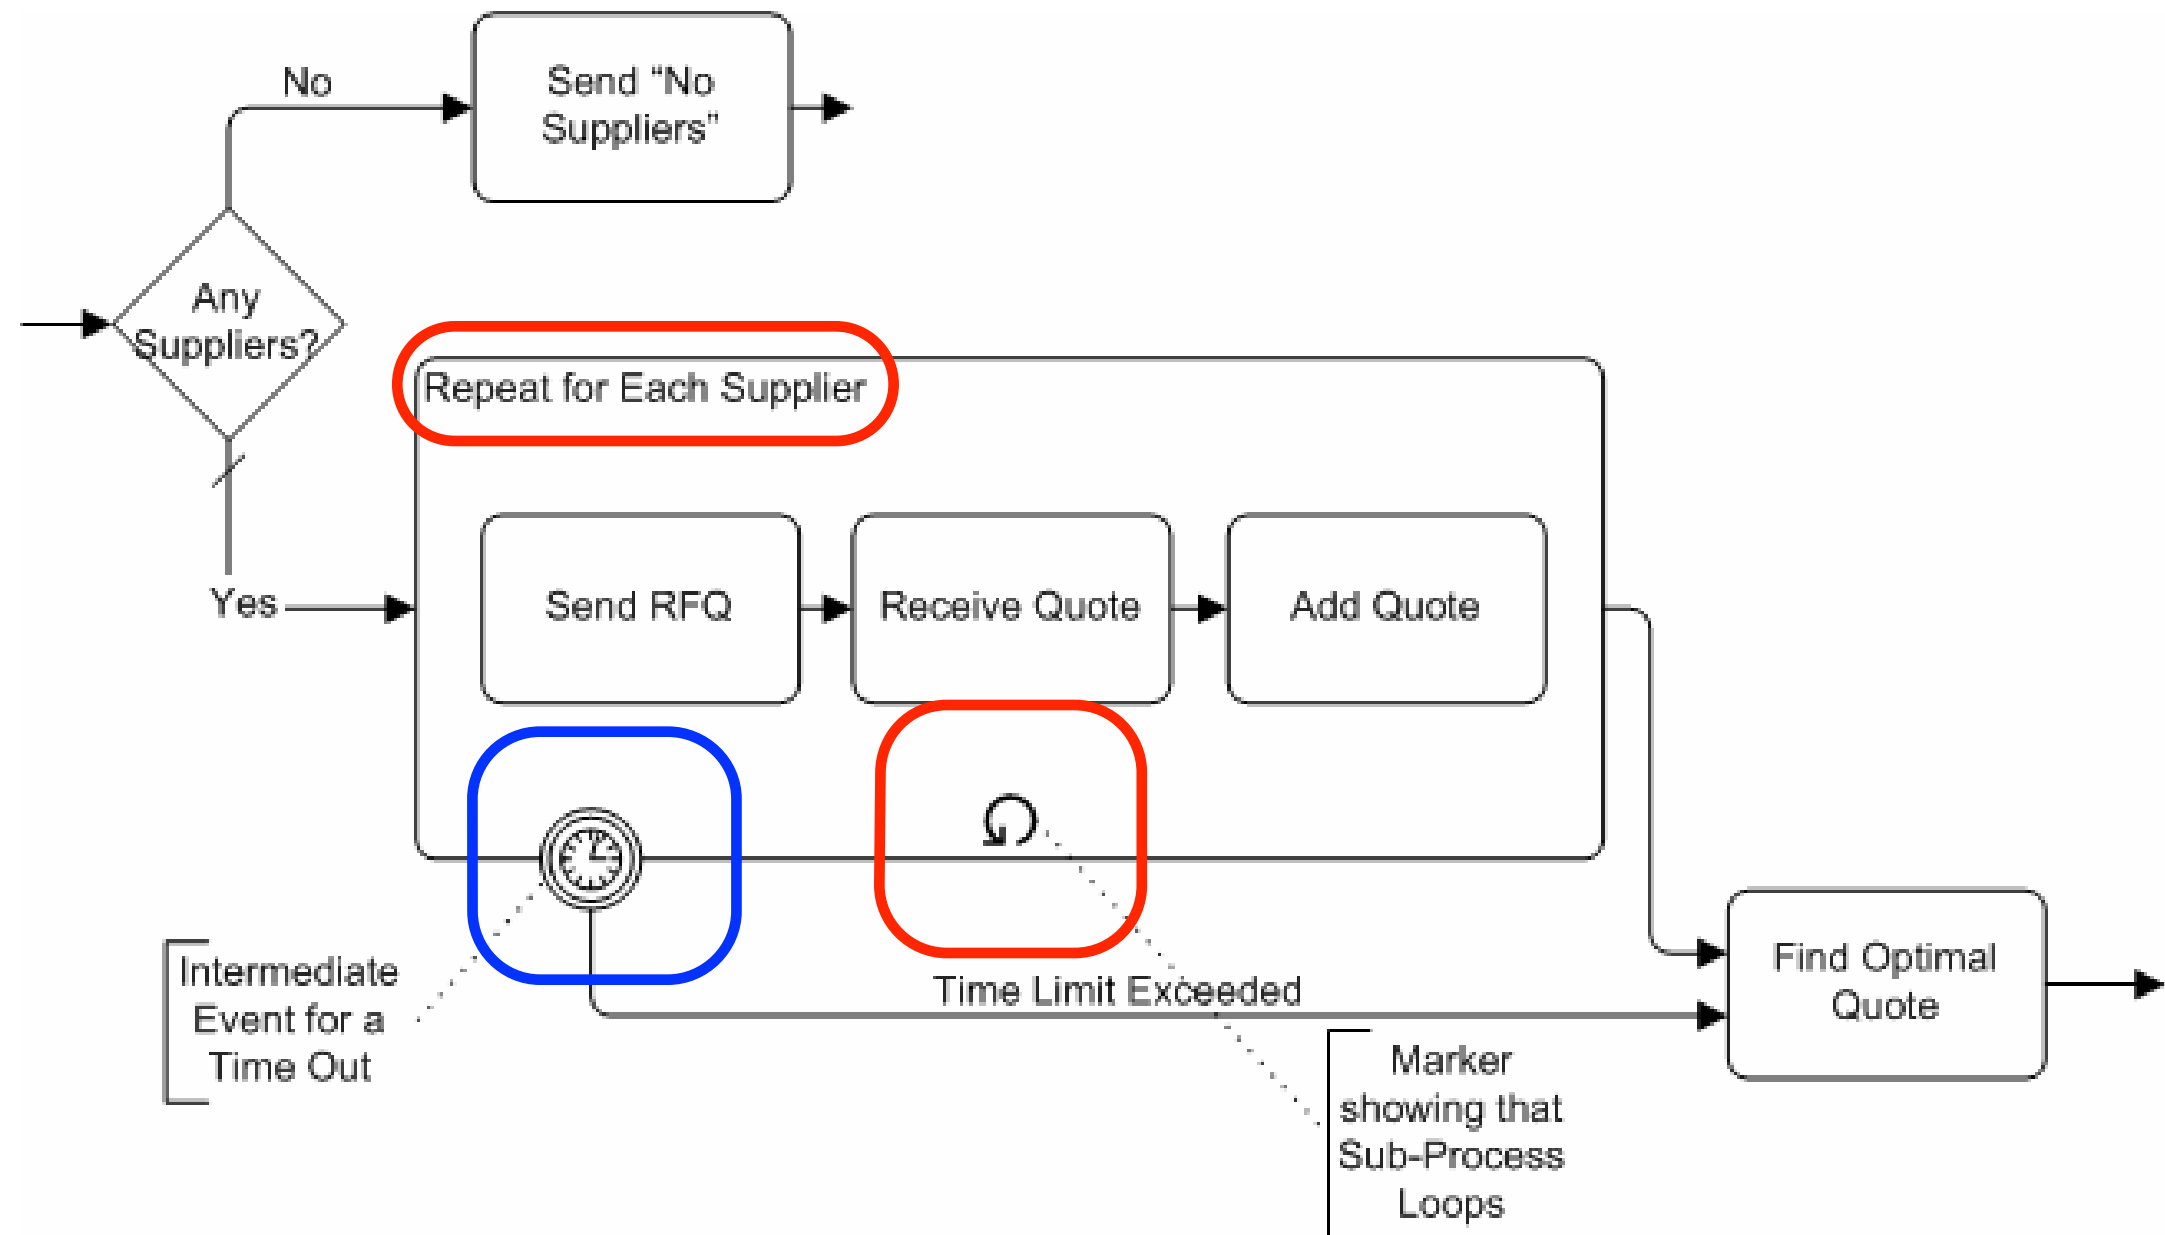 No
Send “No
Suppliers”
Any
Suppliers?
Repeat for Each Supplier
Yes
Send RFQ
Receive Quote
Add Quote
Intermediate
Event for a
Time Out
Time Limit Exceeded
Find Optimal
Quote
Marker
showing that
Sub-Process
Loops